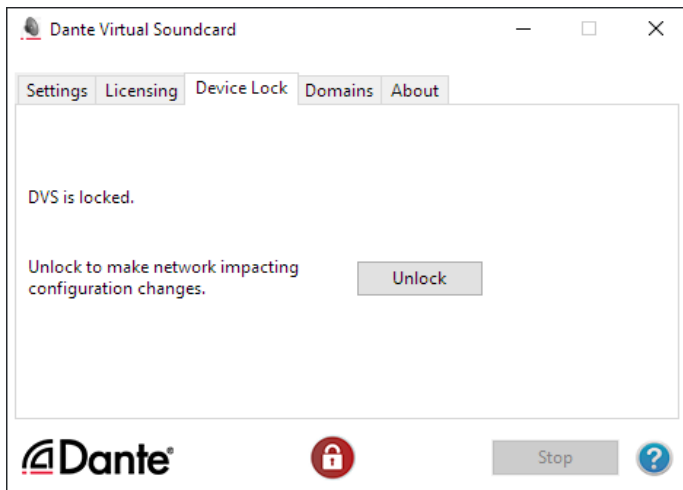 Dante Virtual Soundcard
Settings Licensing Device Lock Domains About
DVS is locked.
Unlock to make network impacting
configuration changes.
Unlock
Dante®
Stop
?